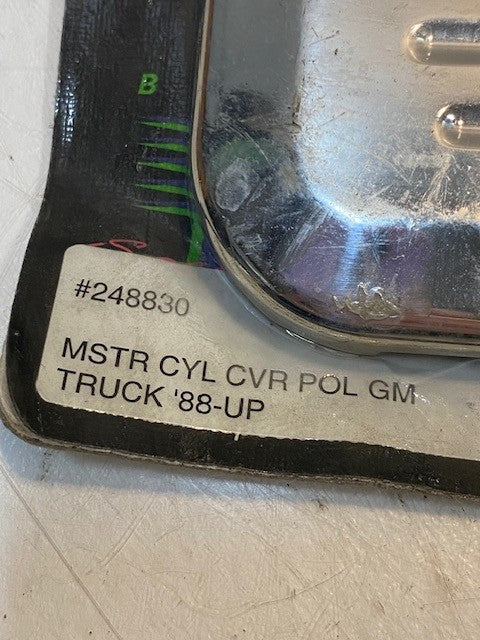 B
#248830
MSTR CYL CVR POL GM
TRUCK '88-UP